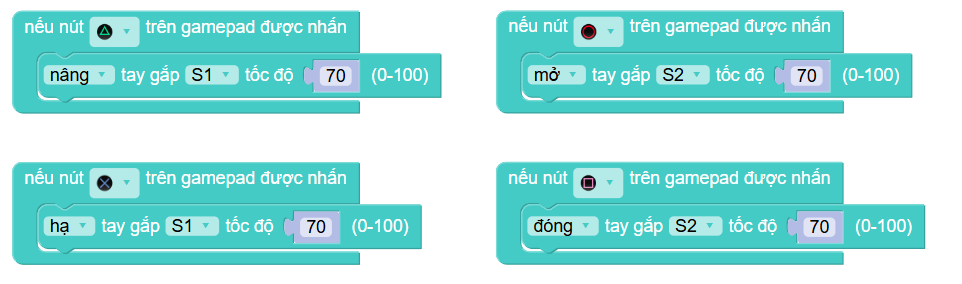 nếu nút trên gamepad được nhấn
nâng tay gắp S1 tốc độ 70 (0-100)
nếu nút trên gamepad được nhấn
mở tay gắp S2 tốc độ 70 (0-100)
nếu nút trên gamepad được nhấn
hạ tay gắp S1 tốc độ 70 (0-100)
nếu nút trên gamepad được nhấn
đóng tay gắp S2 tốc độ 70 (0-100)